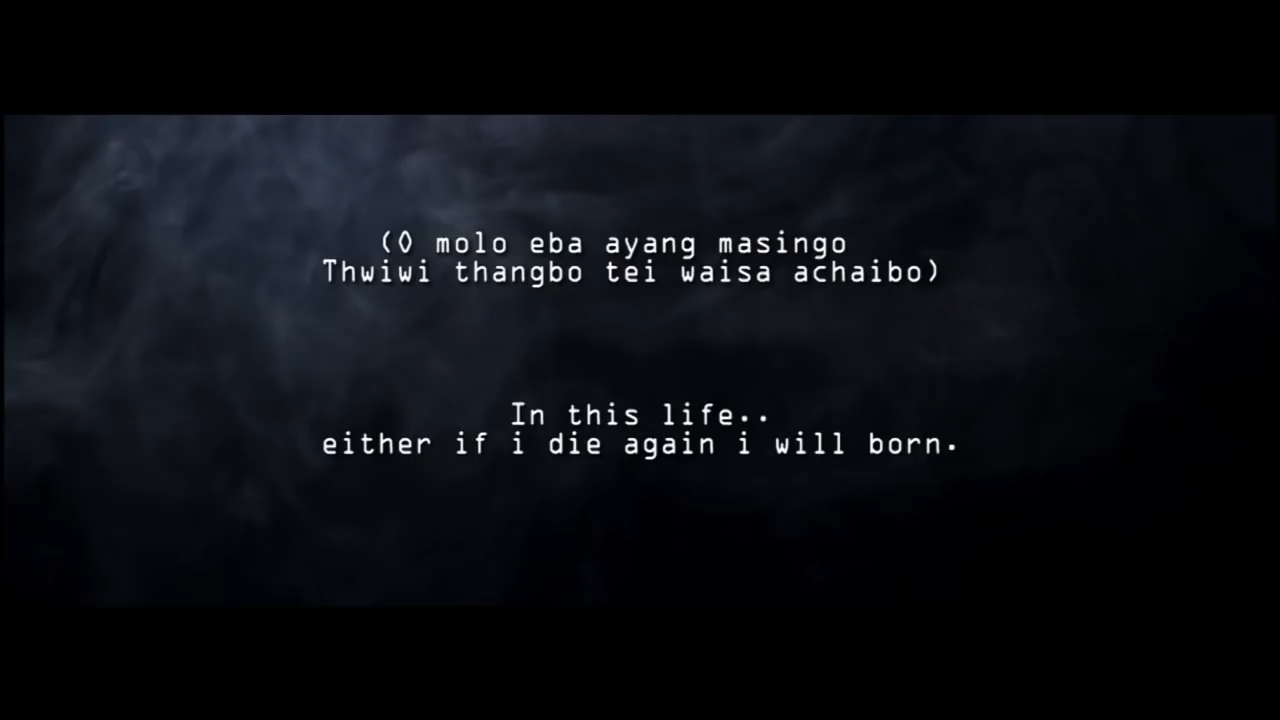 (O molo eba ayang masingo
Thwiwi thangbo tei waisa achaibo)
In this life..
either if i die again i will born.